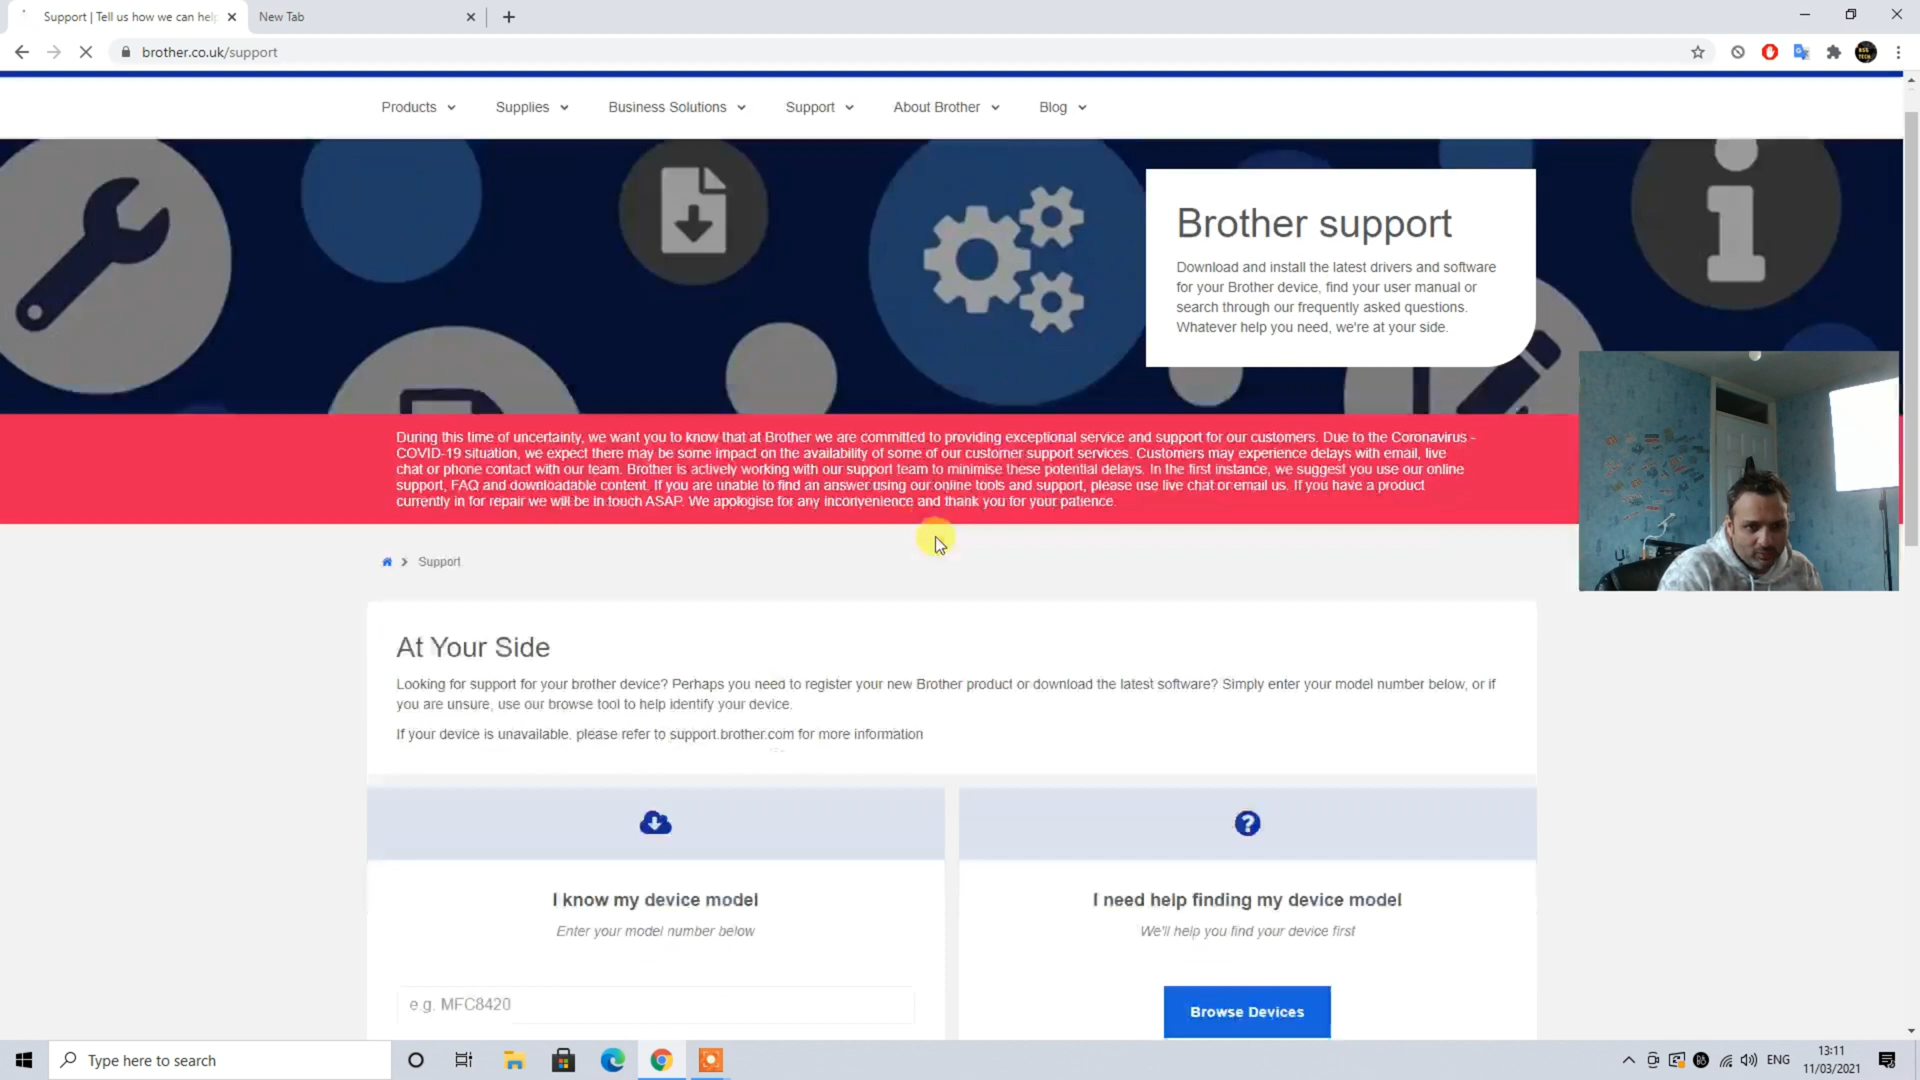 Support | Tell us how we can help
New Tab
brother.co.uk/support
Products
Supplies
Business Solutions
Support
About Brother
Blog
Brother support
Download and install the latest drivers and software
for your Brother device, find your user manual or
search through our frequently asked questions.
Whatever help you need, we're at your side.
During this time of uncertainty, we want you to know that at Brother we are committed to providing exceptional service and support for our customers. Due to the Coronavirus -
COVID-19 situation, we expect there may be some impact on the availability of some of our customer support services. Customers may experience delays with email, live
chat or phone contact with our team. Brother is actively working with our support team to minimise these potential delays. In the first instance, we suggest you use our online
support, FAQ and downloadable content. If you are unable to find an answer using our online tools and support, please use live chat or email us. If you have a product
currently in for repair we will be in touch ASAP. We apologise for any inconvenience and thank you for your patience.
Support
At Your Side
Looking for support for your brother device? Perhaps you need to register your new Brother product or download the latest software? Simply enter your model number below, or if
you are unsure, use our browse tool to help identify your device.
If your device is unavailable, please refer to support.brother.com for more information
I know my device model
Enter your model number below
e.g. MFC8420
I need help finding my device model
We'll help you find your device first
Browse Devices
Type here to search
ENG
13:11
11/03/2021